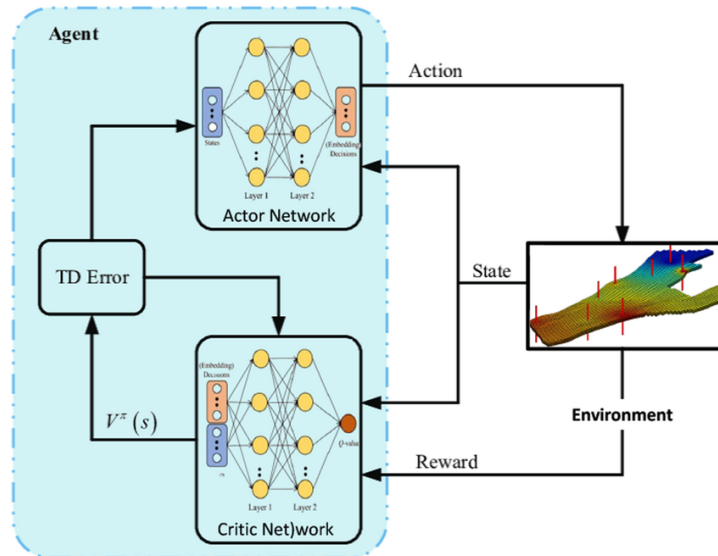 Agent
States
(Embedding)
Decisions
Layer 1
Layer 2
Actor Network
Action
TD Error
State
(Embedding)
Decisions
Q-value
Layer 1
Layer 2
Critic Net)work
V^π (s)
Reward
Environment